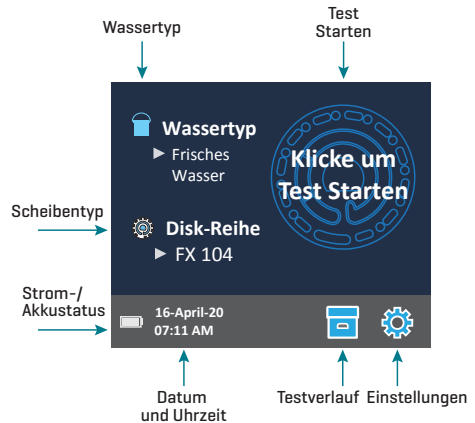 Wassertyp
Test
Starten
Wassertyp
Frisches
Wasser
Klicke um
Test Starten
Scheibentyp
Disk-Reihe
FX 104
Strom-/
Akkustatus
16-April-20
07:11 AM
Datum
und Uhrzeit
Testverlauf
Einstellungen